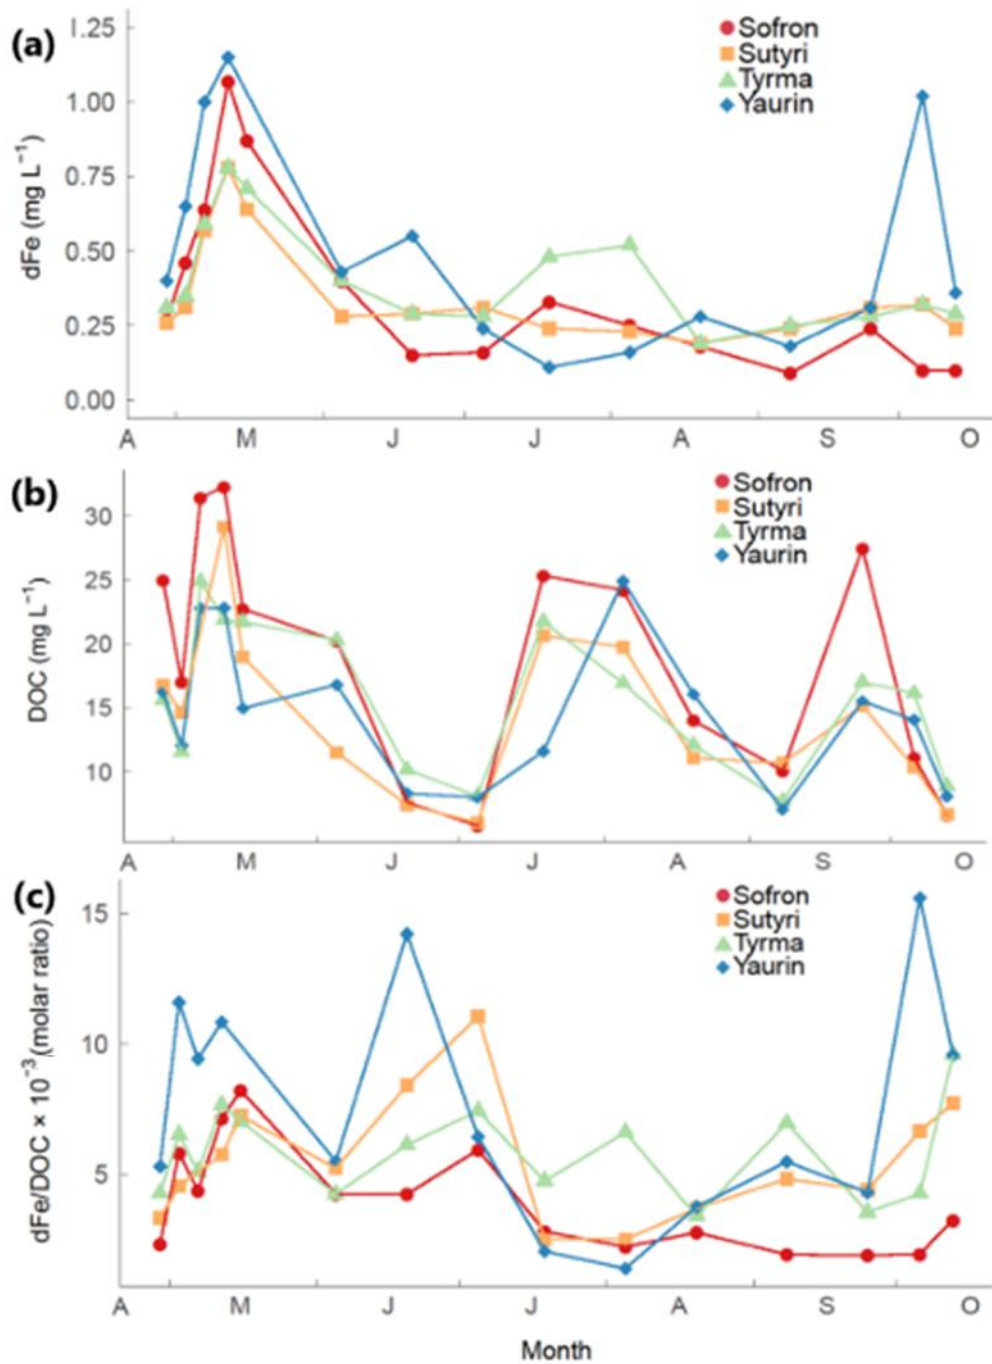 (a)
1.25
1.00
0.75
0.50
0.25
0.00
dFe (mg L⁻¹)
Sofron
Sutyri
Tyrma
Yaurin
A M J J A S O
(b)
30
25
20
15
10
DOC (mg L⁻¹)
Sofron
Sutyri
Tyrma
Yaurin
A M J J A S O
(c)
15
10
5
dFe/DOC × 10⁻³ (molar ratio)
Sofron
Sutyri
Tyrma
Yaurin
A M J J A S O
Month